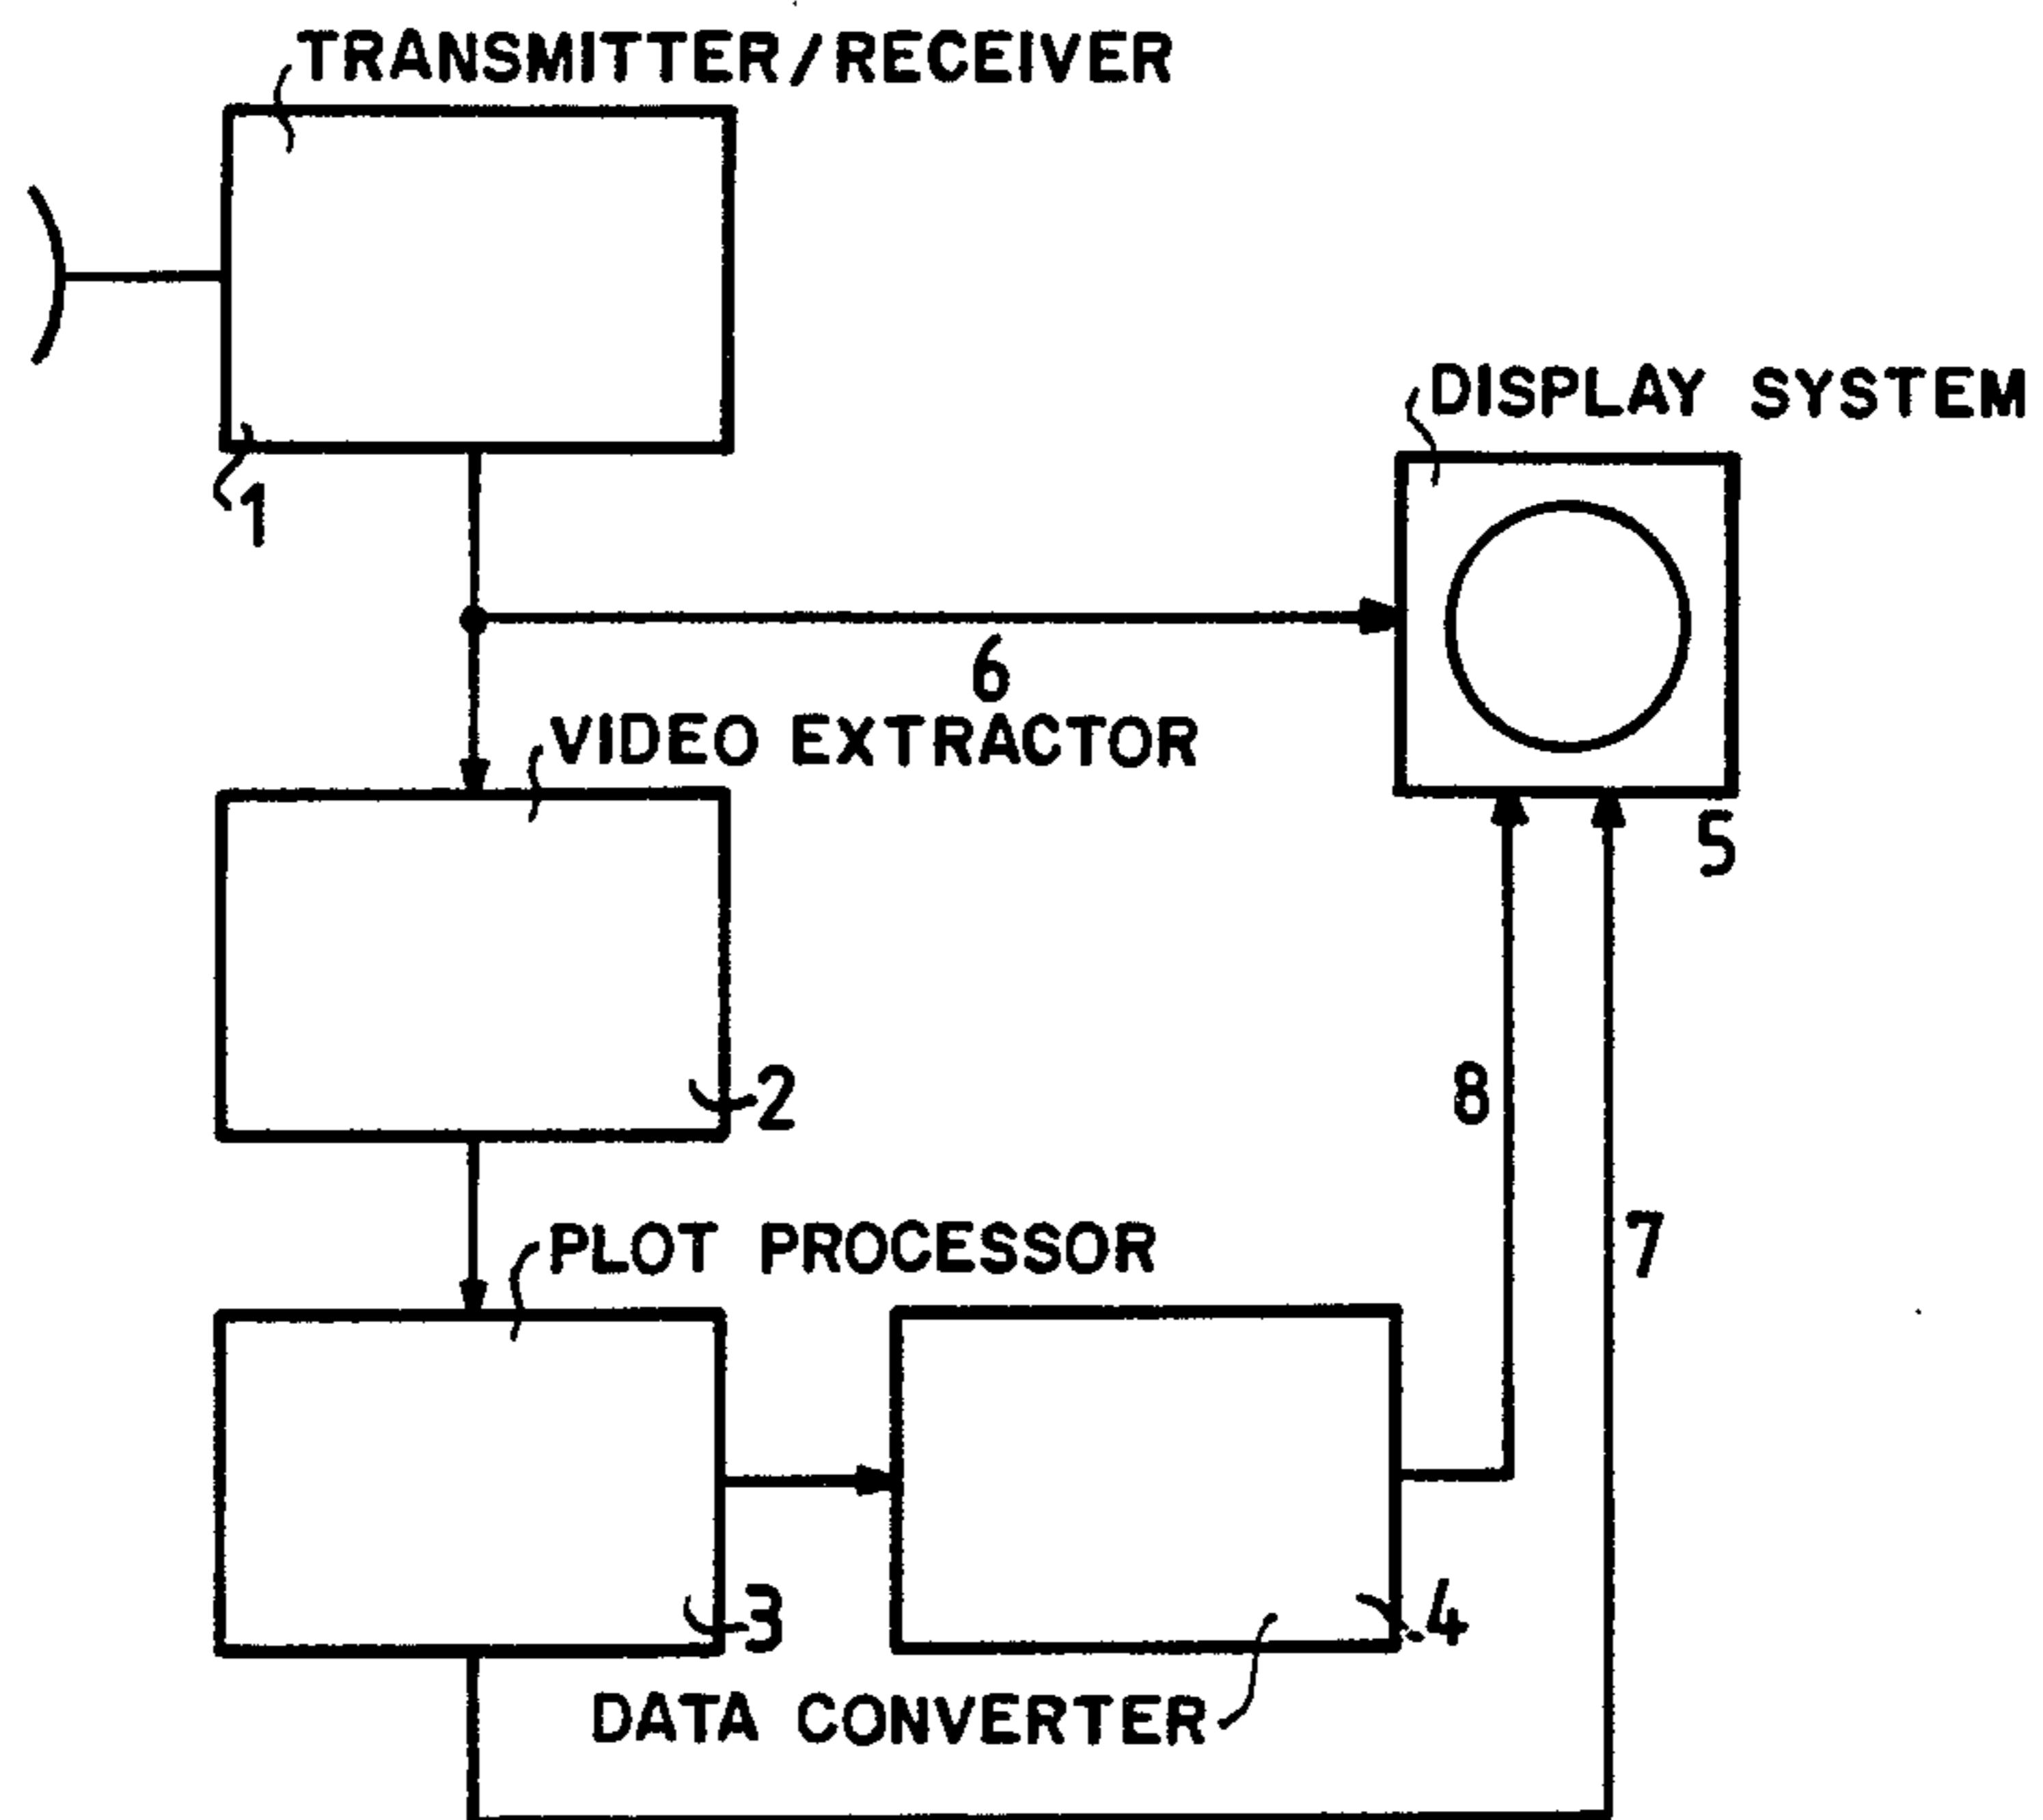 TRANSMITTER/RECEIVER
1
DISPLAY SYSTEM
6
5
VIDEO EXTRACTOR
2
8
7
PLOT PROCESSOR
3
4
DATA CONVERTER